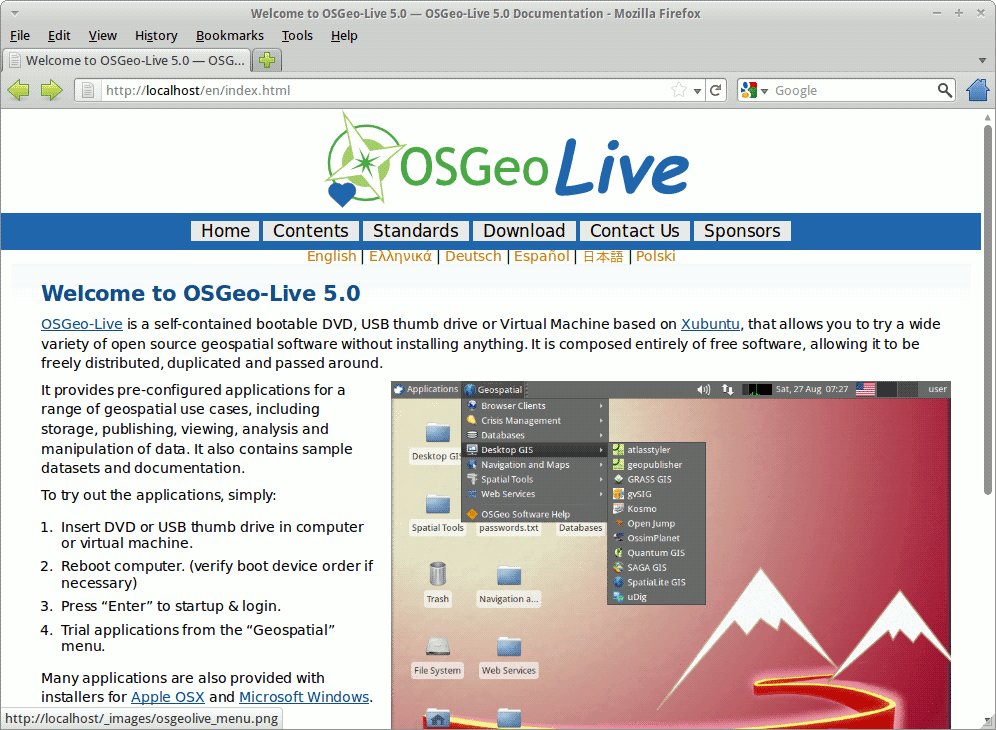 Welcome to OSGeo-Live 5.0 — OSGeo-Live 5.0 Documentation - Mozilla Firefox
File Edit View History Bookmarks Tools Help
Welcome to OSGeo-Live 5.0 — OSG...
http://localhost/en/index.html
Google
OSGeo Live
Home Contents Standards Download Contact Us Sponsors
English | Ελληνικά | Deutsch | Español | 日本語 | Polski
Welcome to OSGeo-Live 5.0
OSGeo-Live is a self-contained bootable DVD, USB thumb drive or Virtual Machine based on Xubuntu, that allows you to try a wide
variety of open source geospatial software without installing anything. It is composed entirely of free software, allowing it to be
freely distributed, duplicated and passed around.
It provides pre-configured applications for a
range of geospatial use cases, including
storage, publishing, viewing, analysis and
manipulation of data. It also contains sample
datasets and documentation.
To try out the applications, simply:
1. Insert DVD or USB thumb drive in computer
or virtual machine.
2. Reboot computer. (verify boot device order if
necessary)
3. Press “Enter” to startup & login.
4. Trial applications from the “Geospatial”
menu.
Many applications are also provided with
installers for Apple OSX and Microsoft Windows.
Applications Geospatial Sat, 27 Aug 07:27 user
Browser Clients
Crisis Management
Databases
Desktop GIS
Navigation and Maps
Spatial Tools
Web Services
OSGeo Software Help
atlasstyler
geopublisher
GRASS GIS
gvSIG
Kosmo
Open Jump
OssimPlanet
Quantum GIS
SAGA GIS
SpatiaLite GIS
uDig
Desktop GIS
Spatial Tools passwords.txt Databases
Trash Navigation a...
File System Web Services
http://localhost/_images/osgeolive_menu.png